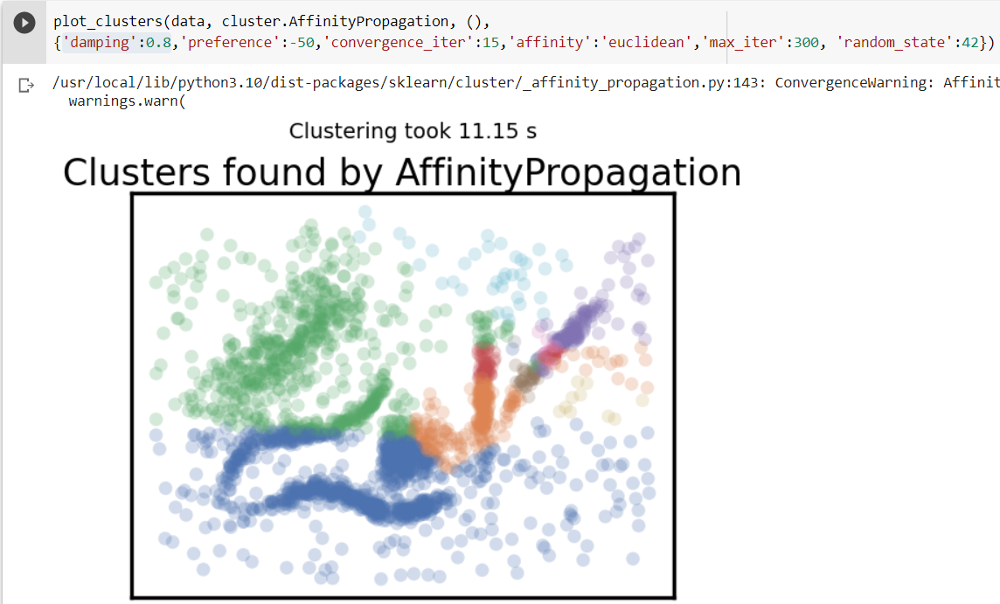 plot_clusters(data, cluster.AffinityPropagation, (),
{'damping':0.8,'preference':-50,'convergence_iter':15,'affinity':'euclidean','max_iter':300, 'random_state':42})
/usr/local/lib/python3.10/dist-packages/sklearn/cluster/_affinity_propagation.py:143: ConvergenceWarning: Affinit
warnings.warn(
Clustering took 11.15 s
Clusters found by AffinityPropagation